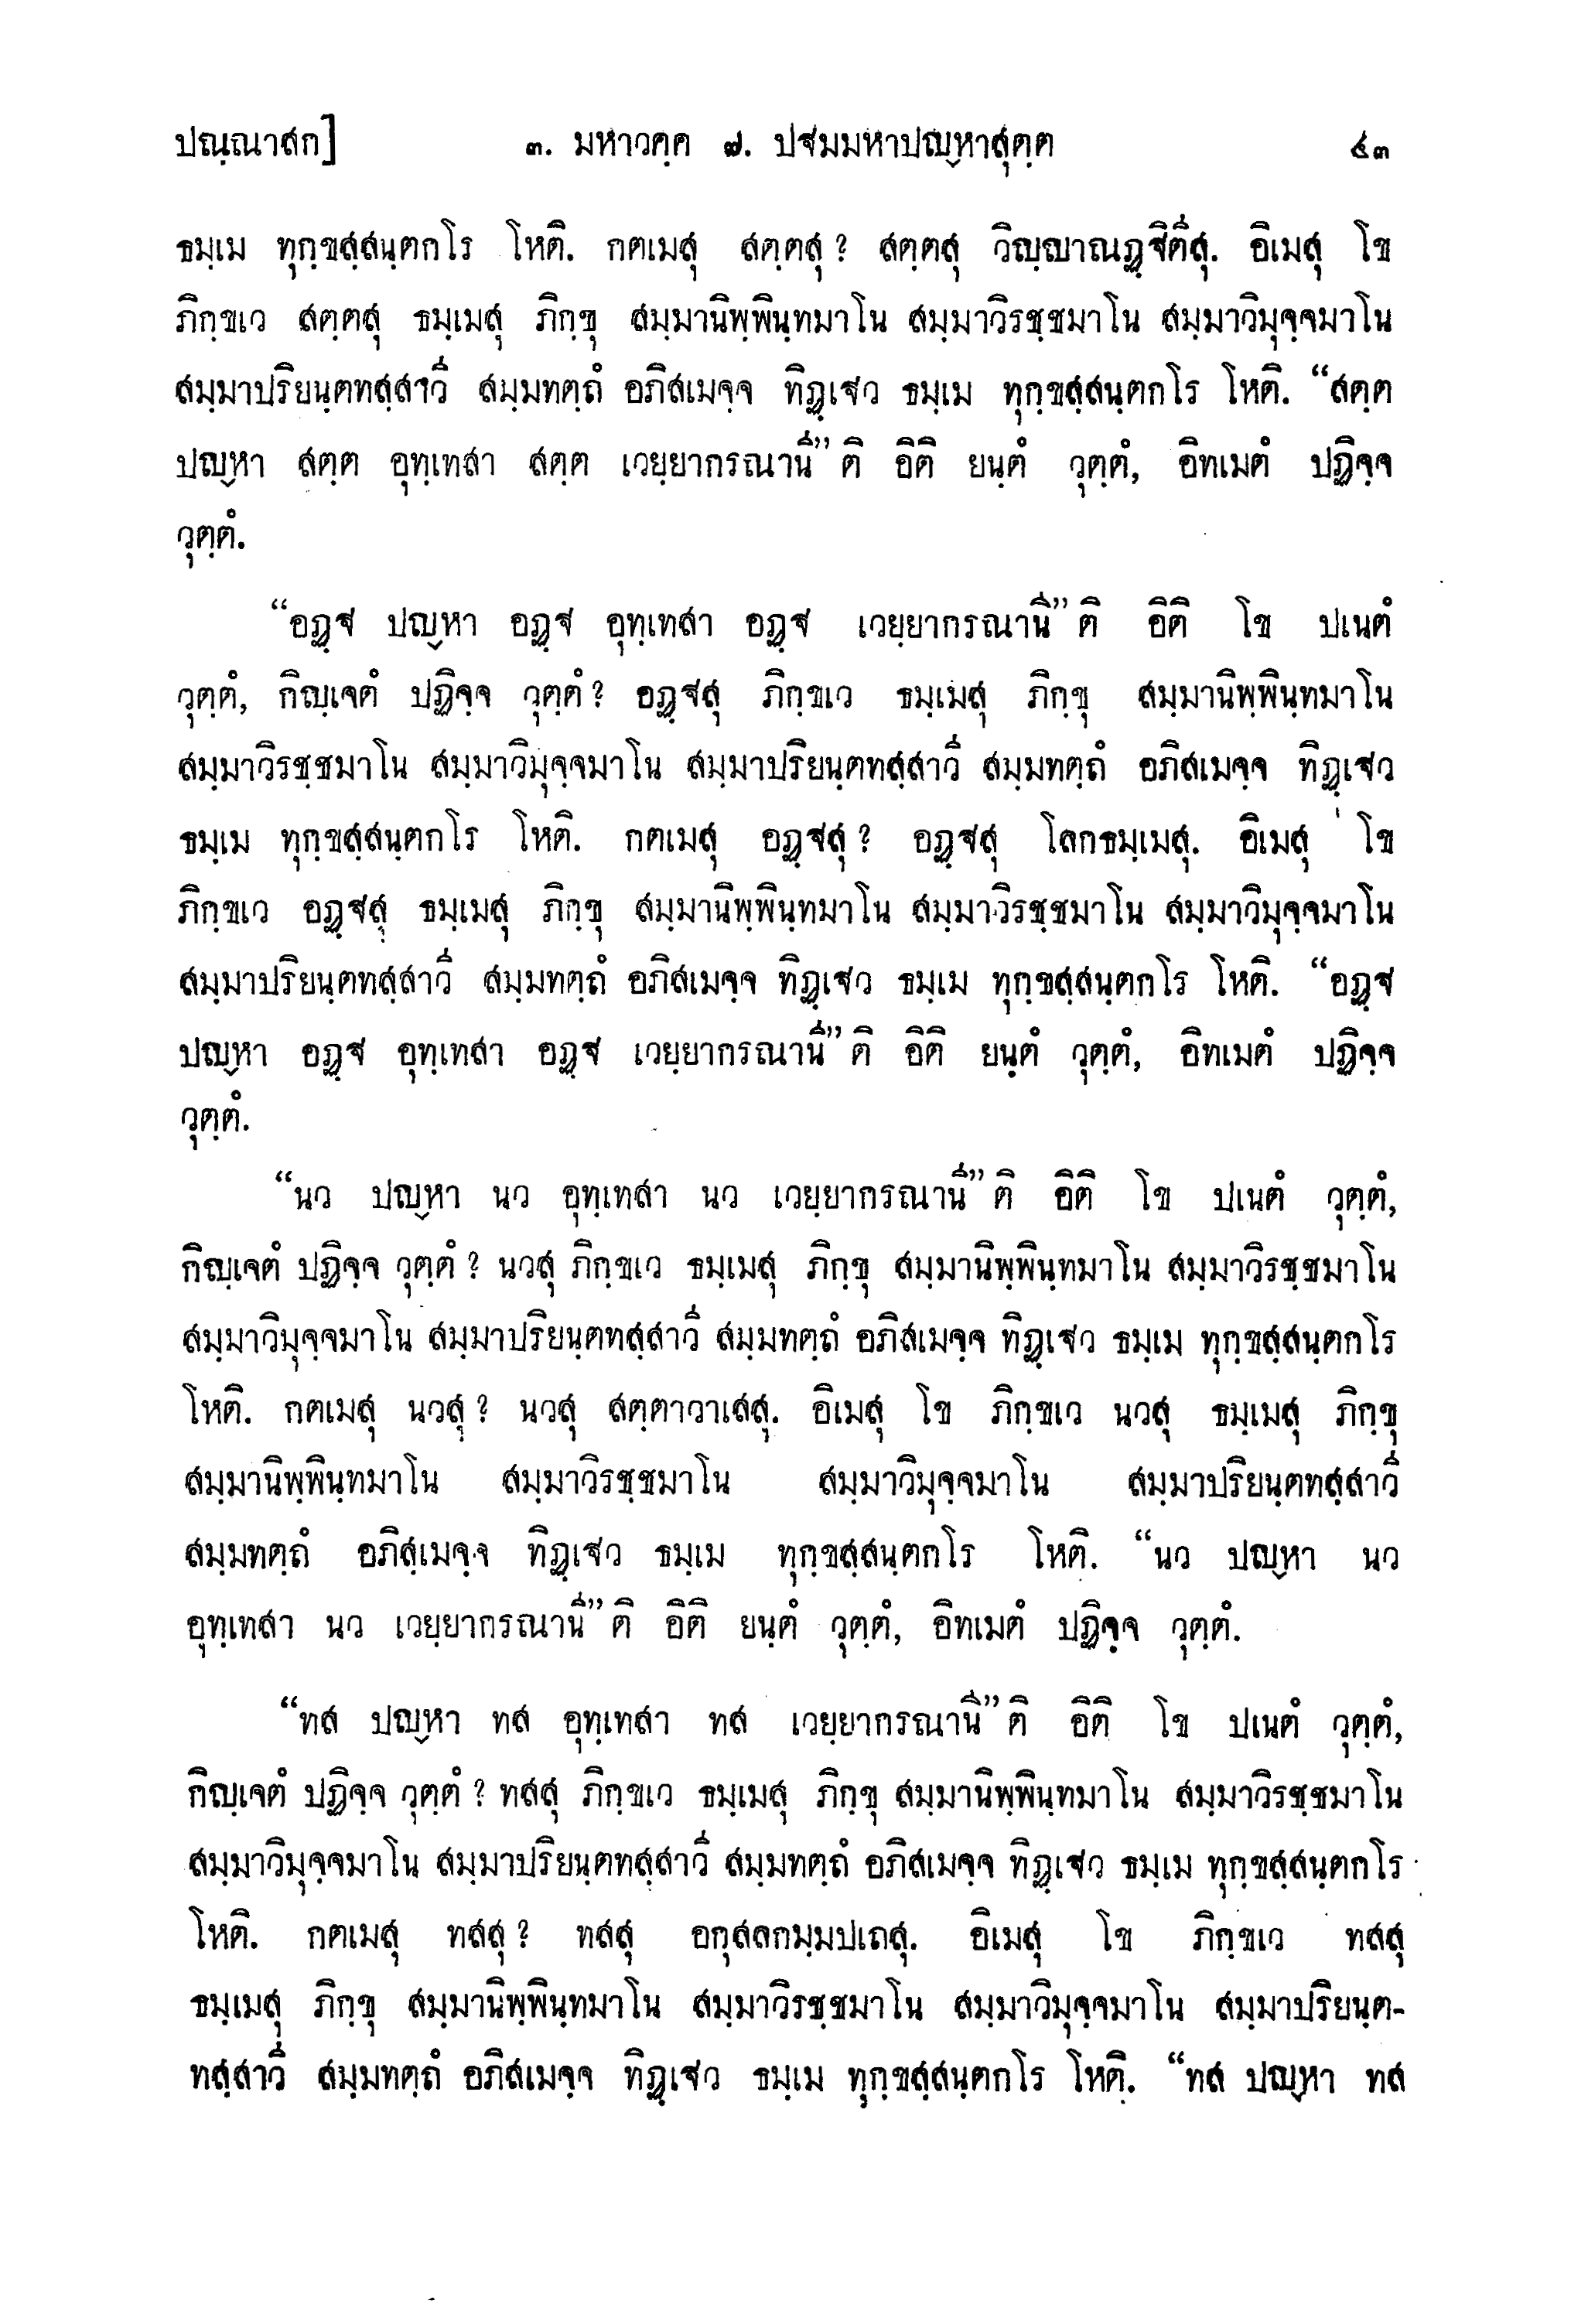 ปณฺณาสก] ๓. มหาวคฺค ๗. ปฐมมหาปญฺหาสุตฺต ๕๓
ธมฺเม ทุกฺขสฺสนฺตกโร โหติ. กตเมสุ สตฺตสุ? สตฺตสุ วิญฺญาณฏฺฐิตีสุ. อิเมสุ โข
ภิกฺขเว สตฺตสุ ธมฺเมสุ ภิกฺขุ สมฺมานิพฺพินฺทมาโน สมฺมาวิรชฺชมาโน สมฺมาวิมุจฺจมาโน
สมฺมาปริยนฺตทสฺสาวี สมฺมทตฺถํ อภิสเมจฺจ ทิฏฺเฐว ธมฺเม ทุกฺขสฺสนฺตกโร โหติ. “สตฺต
ปญฺหา สตฺต อุทฺเทสา สตฺต เวยฺยากรณานี”ติ อิติ ยนฺตํ วุตฺตํ, อิทเมตํ ปฏิจฺจ
วุตฺตํ.
“อฏฺฐ ปญฺหา อฏฺฐ อุทฺเทสา อฏฺฐ เวยฺยากรณานี”ติ อิติ โข ปเนตํ
วุตฺตํ, กิญฺเจตํ ปฏิจฺจ วุตฺตํ? อฏฺฐสุ ภิกฺขเว ธมฺเมสุ ภิกฺขุ สมฺมานิพฺพินฺทมาโน
สมฺมาวิรชฺชมาโน สมฺมาวิมุจฺจมาโน สมฺมาปริยนฺตทสฺสาวี สมฺมทตฺถํ อภิสเมจฺจ ทิฏฺเฐว
ธมฺเม ทุกฺขสฺสนฺตกโร โหติ. กตเมสุ อฏฺฐสุ? อฏฺฐสุ โลกธมฺเมสุ. อิเมสุ โข
ภิกฺขเว อฏฺฐสุ ธมฺเมสุ ภิกฺขุ สมฺมานิพฺพินฺทมาโน สมฺมาวิรชฺชมาโน สมฺมาวิมุจฺจมาโน
สมฺมาปริยนฺตทสฺสาวี สมฺมทตฺถํ อภิสเมจฺจ ทิฏฺเฐว ธมฺเม ทุกฺขสฺสนฺตกโร โหติ. “อฏฺฐ
ปญฺหา อฏฺฐ อุทฺเทสา อฏฺฐ เวยฺยากรณานี”ติ อิติ ยนฺตํ วุตฺตํ, อิทเมตํ ปฏิจฺจ
วุตฺตํ.
“นว ปญฺหา นว อุทฺเทสา นว เวยฺยากรณานี”ติ อิติ โข ปเนตํ วุตฺตํ,
กิญฺเจตํ ปฏิจฺจ วุตฺตํ? นวสุ ภิกฺขเว ธมฺเมสุ ภิกฺขุ สมฺมานิพฺพินฺทมาโน สมฺมาวิรชฺชมาโน
สมฺมาวิมุจฺจมาโน สมฺมาปริยนฺตทสฺสาวี สมฺมทตฺถํ อภิสเมจฺจ ทิฏฺเฐว ธมฺเม ทุกฺขสฺสนฺตกโร
โหติ. กตเมสุ นวสุ? นวสุ สตฺตาวาเสสุ. อิเมสุ โข ภิกฺขเว นวสุ ธมฺเมสุ ภิกฺขุ
สมฺมานิพฺพินฺทมาโน สมฺมาวิรชฺชมาโน สมฺมาวิมุจฺจมาโน สมฺมาปริยนฺตทสฺสาวี
สมฺมทตฺถํ อภิสเมจฺจ ทิฏฺเฐว ธมฺเม ทุกฺขสฺสนฺตกโร โหติ. “นว ปญฺหา นว
อุทฺเทสา นว เวยฺยากรณานี”ติ อิติ ยนฺตํ วุตฺตํ, อิทเมตํ ปฏิจฺจ วุตฺตํ.
“ทส ปญฺหา ทส อุทฺเทสา ทส เวยฺยากรณานี”ติ อิติ โข ปเนตํ วุตฺตํ,
กิญฺเจตํ ปฏิจฺจ วุตฺตํ? ทสสุ ภิกฺขเว ธมฺเมสุ ภิกฺขุ สมฺมานิพฺพินฺทมาโน สมฺมาวิรชฺชมาโน
สมฺมาวิมุจฺจมาโน สมฺมาปริยนฺตทสฺสาวี สมฺมทตฺถํ อภิสเมจฺจ ทิฏฺเฐว ธมฺเม ทุกฺขสฺสนฺตกโร
โหติ. กตเมสุ ทสสุ? ทสสุ อกุสลกมฺมปเถสุ. อิเมสุ โข ภิกฺขเว ทสสุ
ธมฺเมสุ ภิกฺขุ สมฺมานิพฺพินฺทมาโน สมฺมาวิรชฺชมาโน สมฺมาวิมุจฺจมาโน สมฺมาปริยนฺต-
ทสฺสาวี สมฺมทตฺถํ อภิสเมจฺจ ทิฏฺเฐว ธมฺเม ทุกฺขสฺสนฺตกโร โหติ. “ทส ปญฺหา ทส